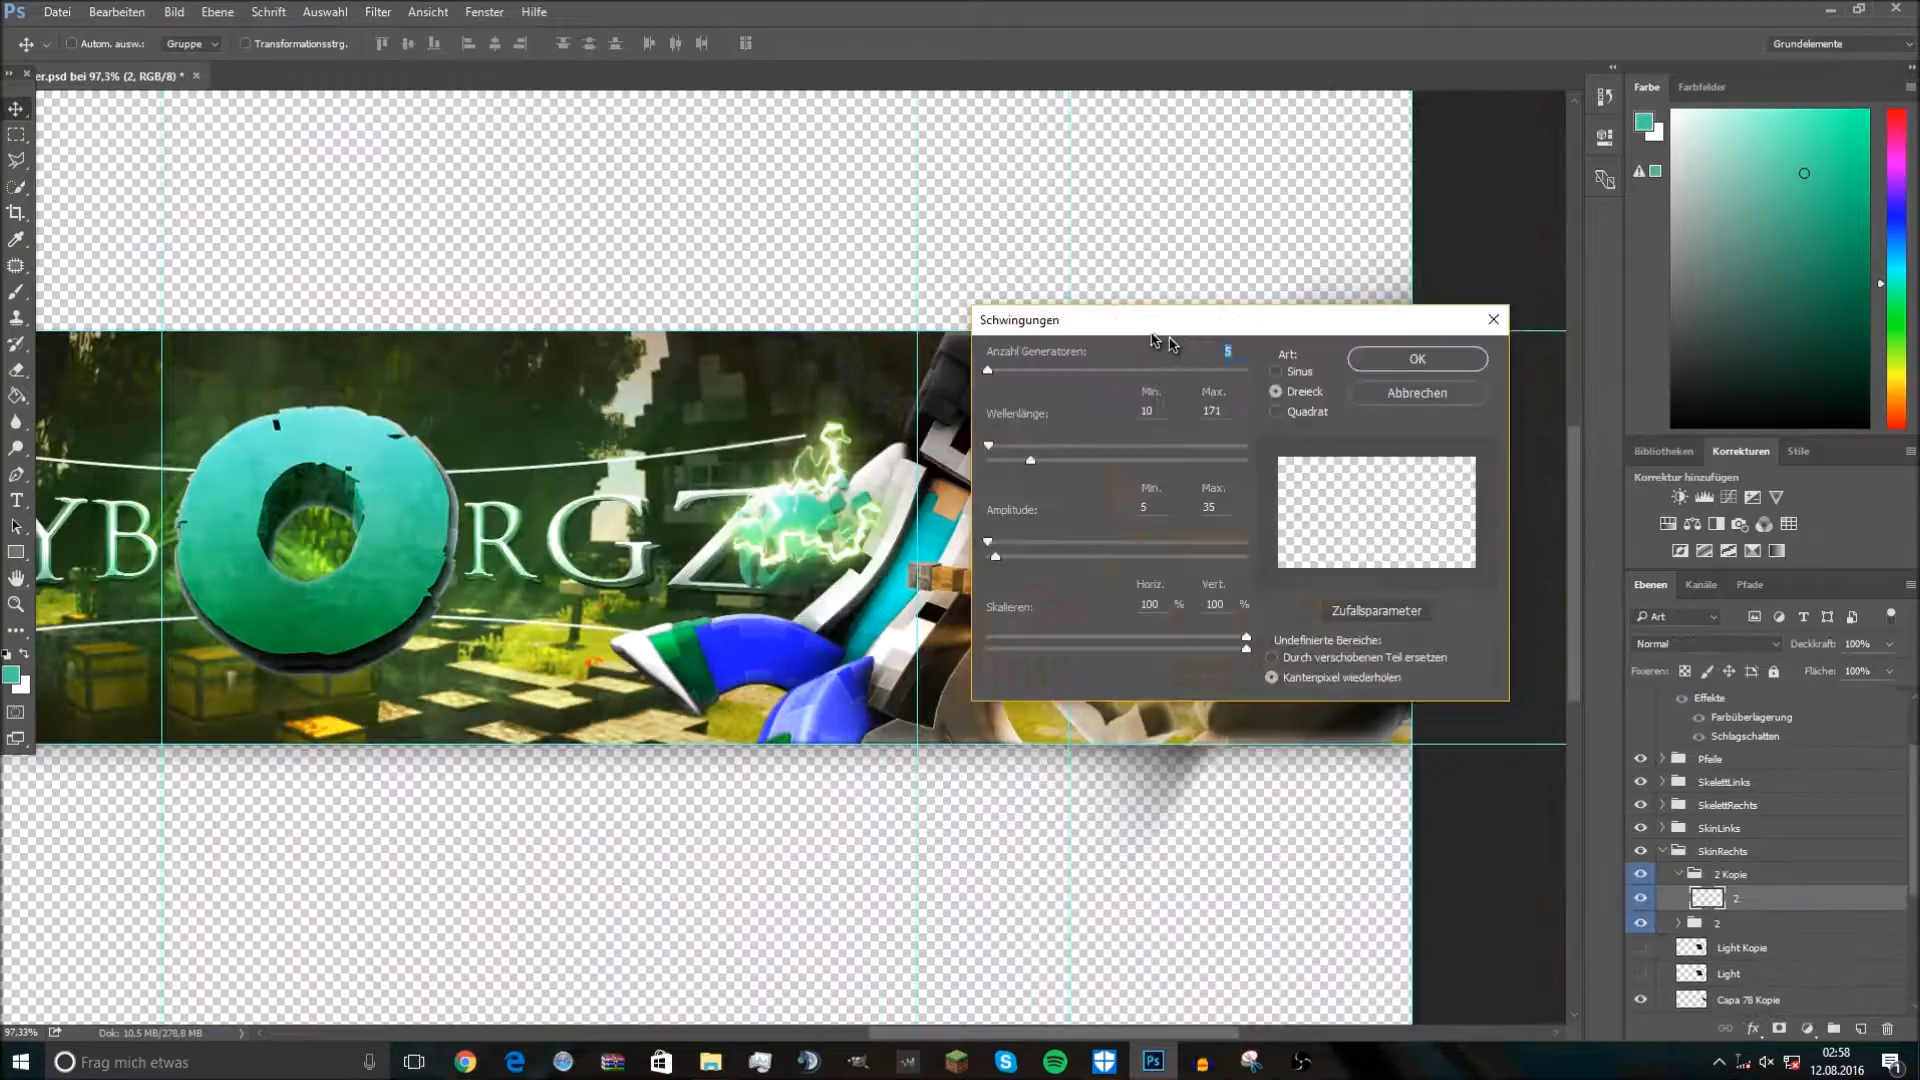 Ps Datei Bearbeiten Bild Ebene Schrift Auswahl Filter Ansicht Fenster Hilfe
Autom. ausw.: Gruppe Transformationsstrg. Grundelemente
er.psd bei 97,3% (2, RGB/8) *
Farbe Farbfelder
Schwingungen
Anzahl Generatoren: 5
Art:
Sinus
Dreieck
Quadrat
OK
Abbrechen
Min. Max.
Wellenlänge: 10 171
Min. Max.
Amplitude: 5 35
Horiz. Vert.
Skalieren: 100 % 100 %
Zufallsparameter
Undefinierte Bereiche:
Durch verschobenen Teil ersetzen
Kantenpixel wiederholen
YB O RGZ
Bibliotheken Korrekturen Stile
Korrektur hinzufügen
Ebenen Kanäle Pfade
Art
Normal Deckkraft: 100%
Fixieren: Fläche: 100%
Effekte
Farbüberlagerung
Schlagschatten
Pfeile
SkelettLinks
SkelettRechts
SkinLinks
SkinRechts
2 Kopie
2
2
Light Kopie
Light
Capa 78 Kopie
97,33% Dok: 10,5 MB/278,8 MB
Frag mich etwas
Ps
02:58
12.08.2016
1